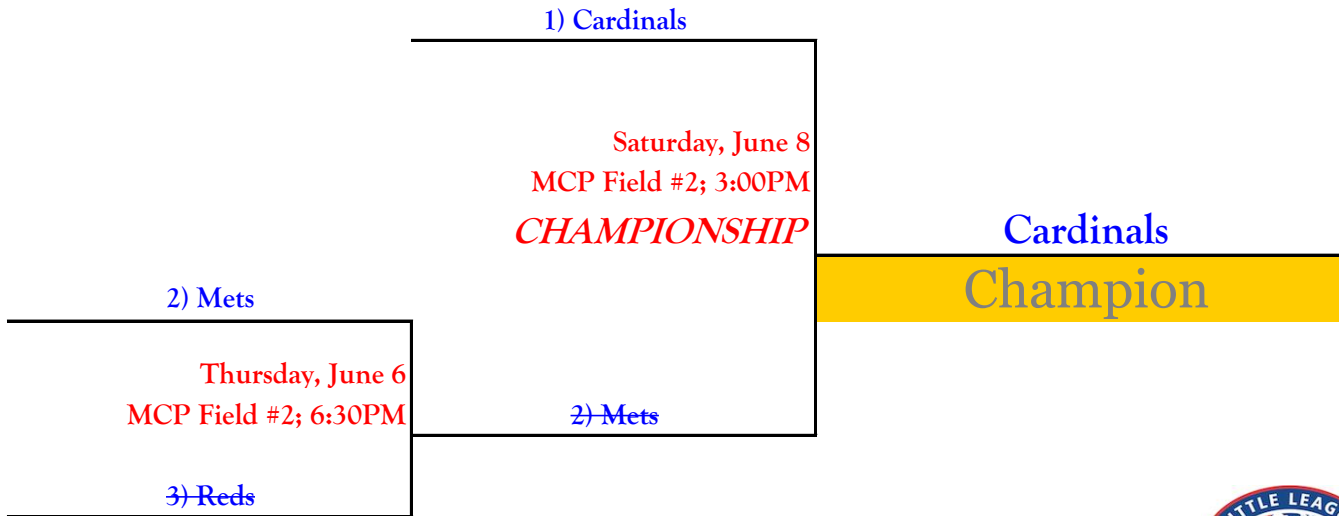 1) Cardinals
Saturday, June 8
MCP Field #2; 3:00PM
CHAMPIONSHIP
Cardinals
Champion
2) Mets
Thursday, June 6
MCP Field #2; 6:30PM
2) Mets
3) Reds